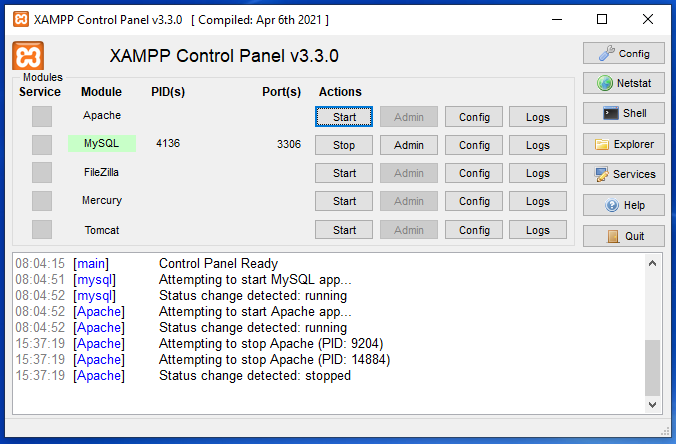 XAMPP Control Panel v3.3.0 [ Compiled: Apr 6th 2021 ]
XAMPP Control Panel v3.3.0
Config
Modules
Service Module PID(s) Port(s) Actions
Netstat
Apache Start Admin Config Logs
Shell
MySQL 4136 3306 Stop Admin Config Logs
Explorer
FileZilla Start Admin Config Logs
Services
Mercury Start Admin Config Logs
Help
Tomcat Start Admin Config Logs
Quit
08:04:15 [main] Control Panel Ready
08:04:51 [mysql] Attempting to start MySQL app...
08:04:52 [mysql] Status change detected: running
08:04:52 [Apache] Attempting to start Apache app...
08:04:52 [Apache] Status change detected: running
15:37:19 [Apache] Attempting to stop Apache (PID: 9204)
15:37:19 [Apache] Attempting to stop Apache (PID: 14884)
15:37:19 [Apache] Status change detected: stopped